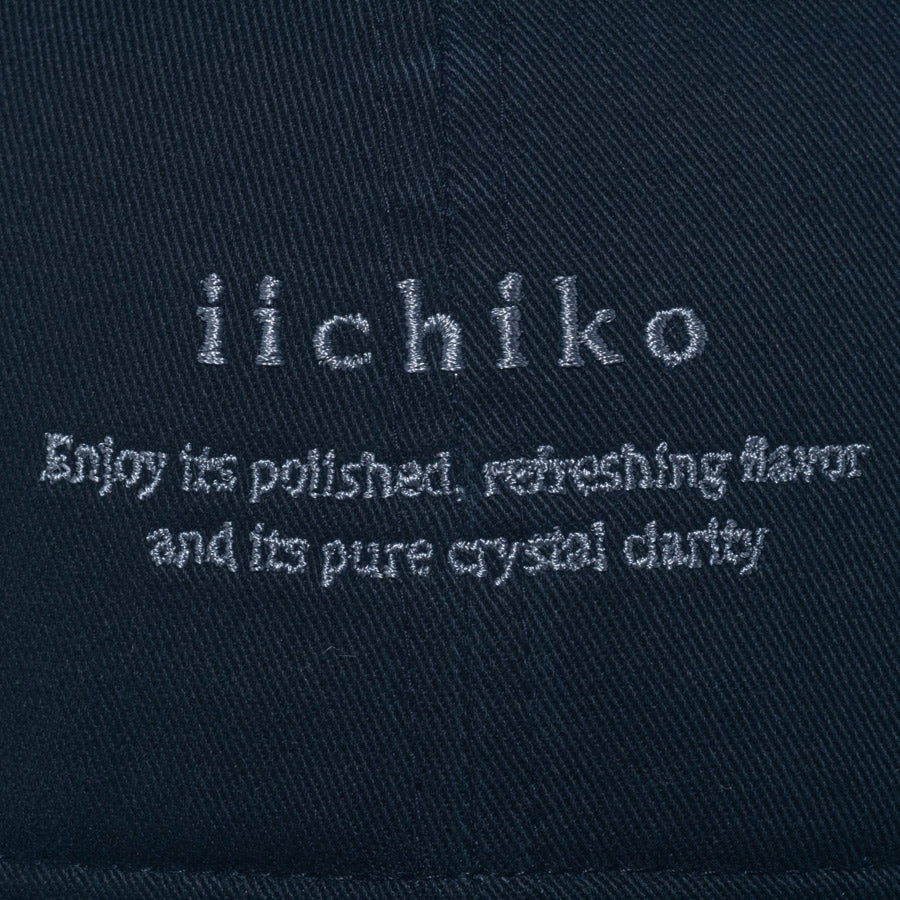 iichiko
Enjoy its polished, refreshing flavor
and its pure crystal clarity